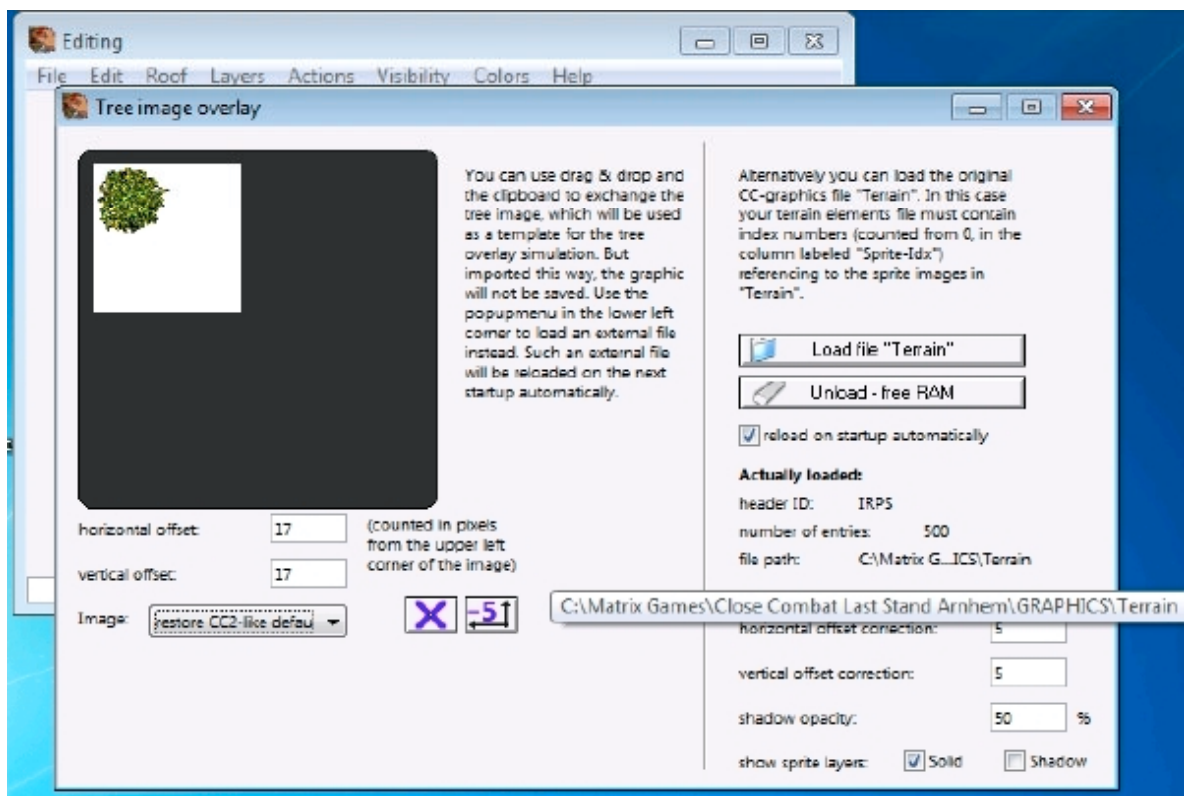 Editing
File Edit Roof Layers Actions Visibility Colors Help
Tree image overlay
You can use drag & drop and
the clipboard to exchange the
tree image, which will be used
as a template for the tree
overlay simulation. But
imported this way, the graphic
will not be saved. Use the
popupmenu in the lower left
corner to load an external file
instead. Such an external file
will be reloaded on the next
startup automatically.
horizontal offset: 17
(counted in pixels
from the upper left
corner of the image)
vertical offset: 17
Image: restore CC2-like defau
-5
Alternatively you can load the original
CC-graphics file "Terrain". In this case
your terrain elements file must contain
index numbers (counted from 0, in the
column labeled "Sprite-Idx")
referencing to the sprite images in
"Terrain".
Load file "Terrain"
Unload - free RAM
reload on startup automatically
Actually loaded:
header ID: IRPS
number of entries: 500
file path: C:\Matrix G...ICS\Terrain
C:\Matrix Games\Close Combat Last Stand Arnhem\GRAPHICS\Terrain
horizontal offset correction: 5
vertical offset correction: 5
shadow opacity: 50 %
show sprite layers: Solid Shadow